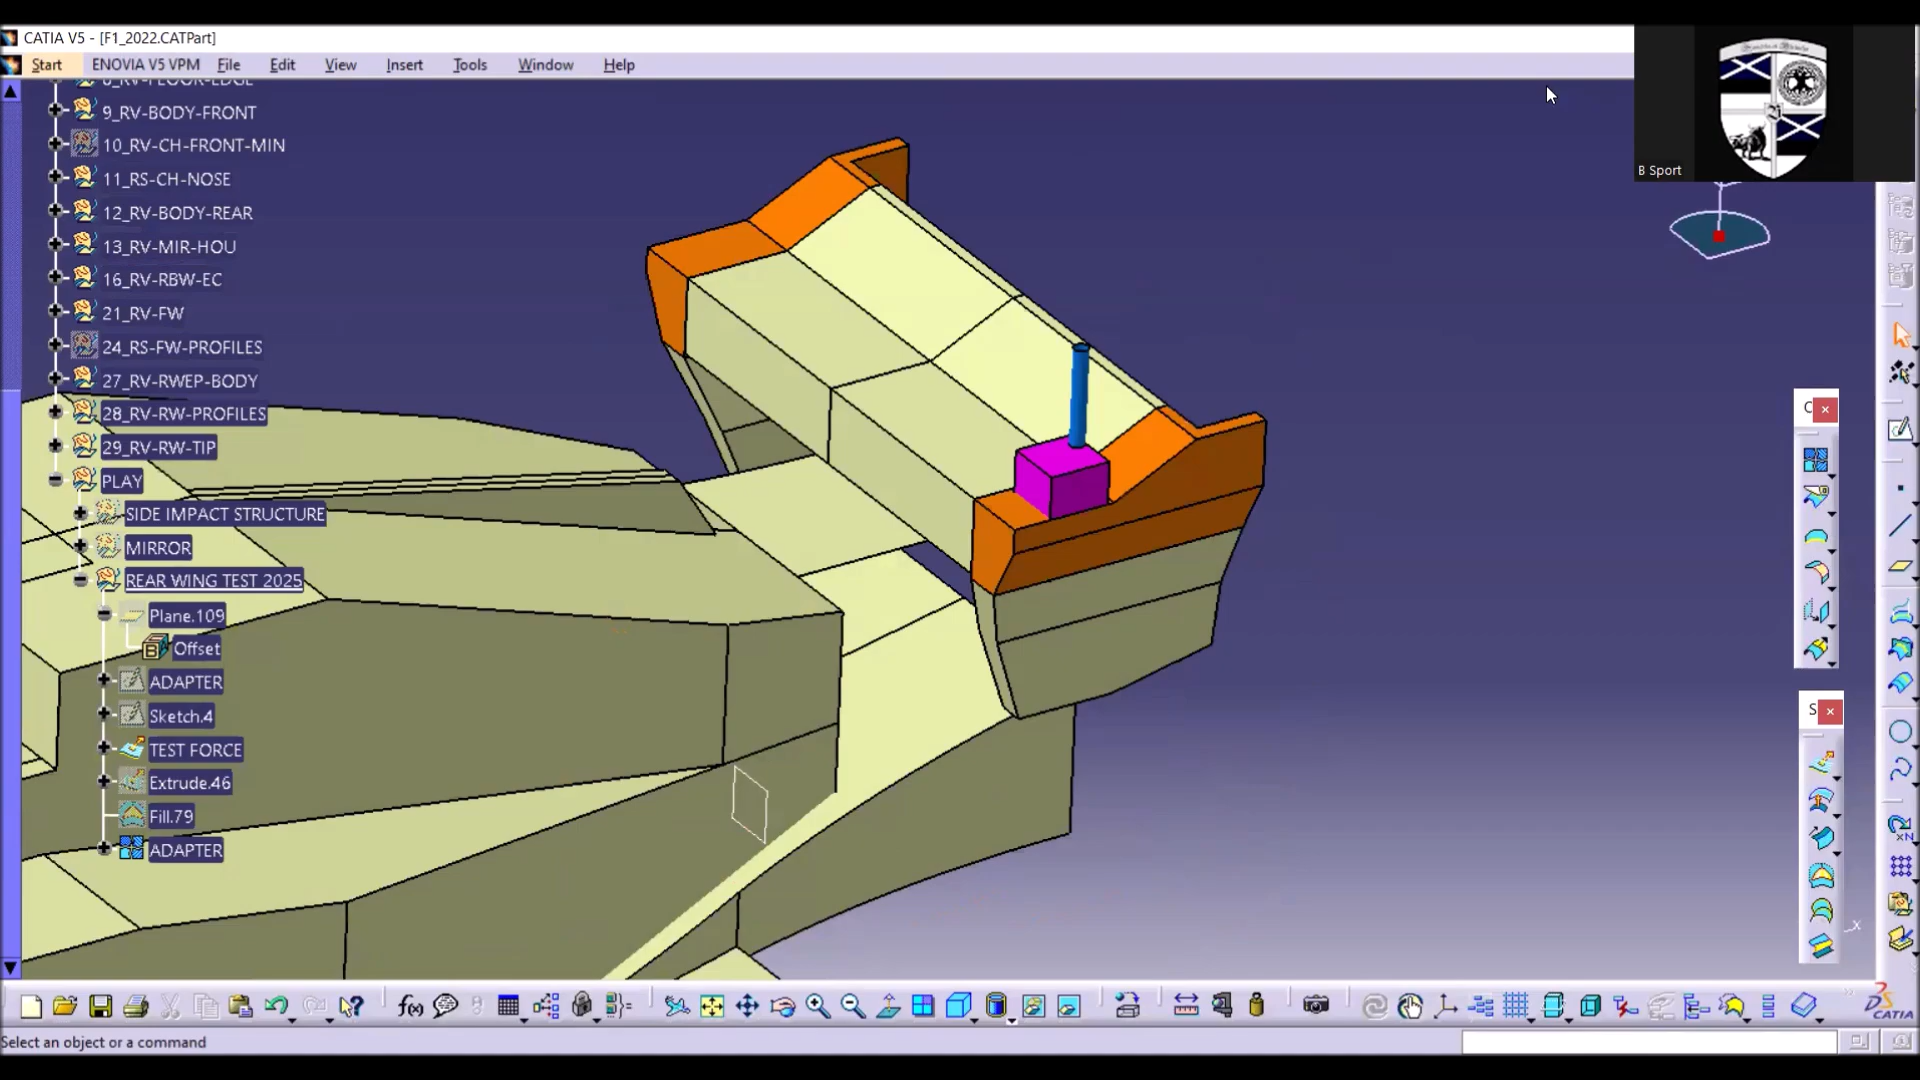 CATIA V5 - [F1_2022.CATPart]
Start ENOVIA V5 VPM File Edit View Insert Tools Window Help
8_RV-FLOOR-EDGE
9_RV-BODY-FRONT
10_RV-CH-FRONT-MIN
11_RS-CH-NOSE
12_RV-BODY-REAR
13_RV-MIR-HOU
16_RV-RBW-EC
21_RV-FW
24_RS-FW-PROFILES
27_RV-RWEP-BODY
28_RV-RW-PROFILES
29_RV-RW-TIP
PLAY
SIDE IMPACT STRUCTURE
MIRROR
REAR WING TEST 2025
Plane.109
Offset
ADAPTER
Sketch.4
TEST FORCE
Extrude.46
Fill.79
ADAPTER
B Sport
C
S
X
f(x)
CATIA
Select an object or a command